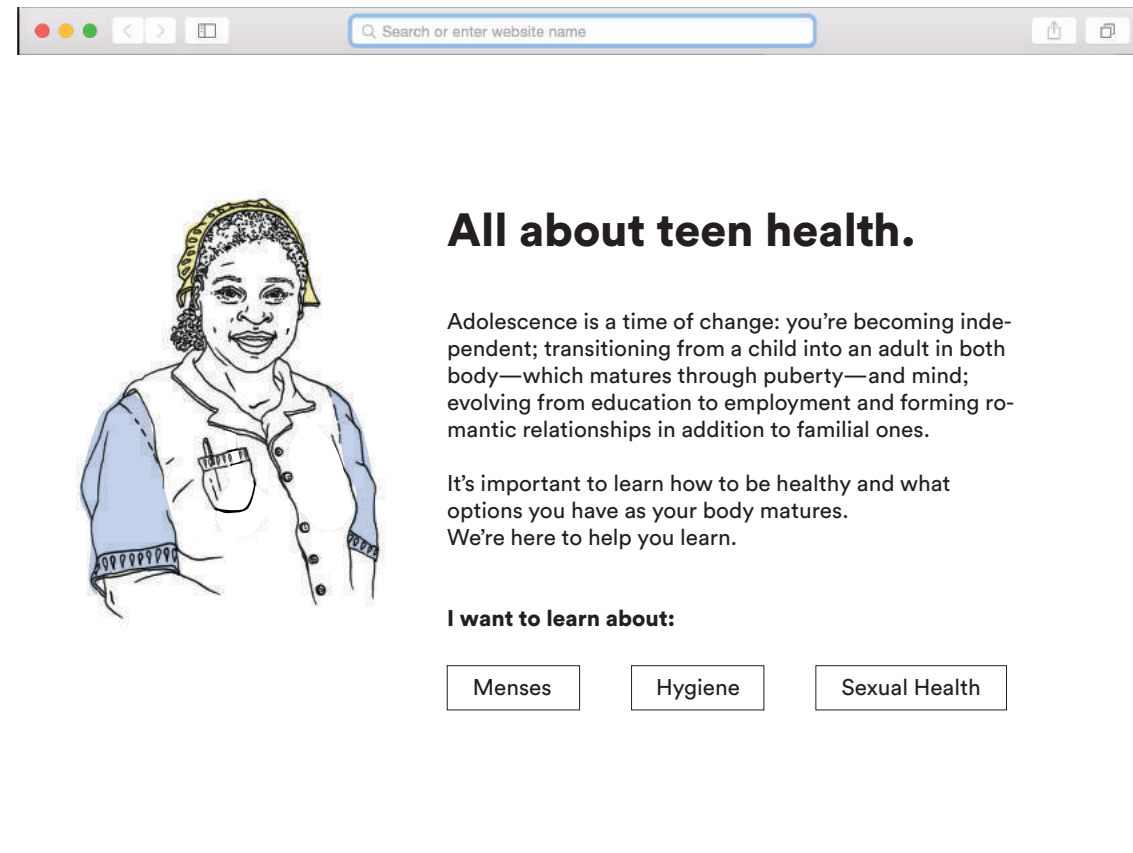 Search or enter website name
All about teen health.
Adolescence is a time of change: you’re becoming inde-
pendent; transitioning from a child into an adult in both
body—which matures through puberty—and mind;
evolving from education to employment and forming ro-
mantic relationships in addition to familial ones.
It’s important to learn how to be healthy and what
options you have as your body matures.
We’re here to help you learn.
I want to learn about:
Menses Hygiene Sexual Health